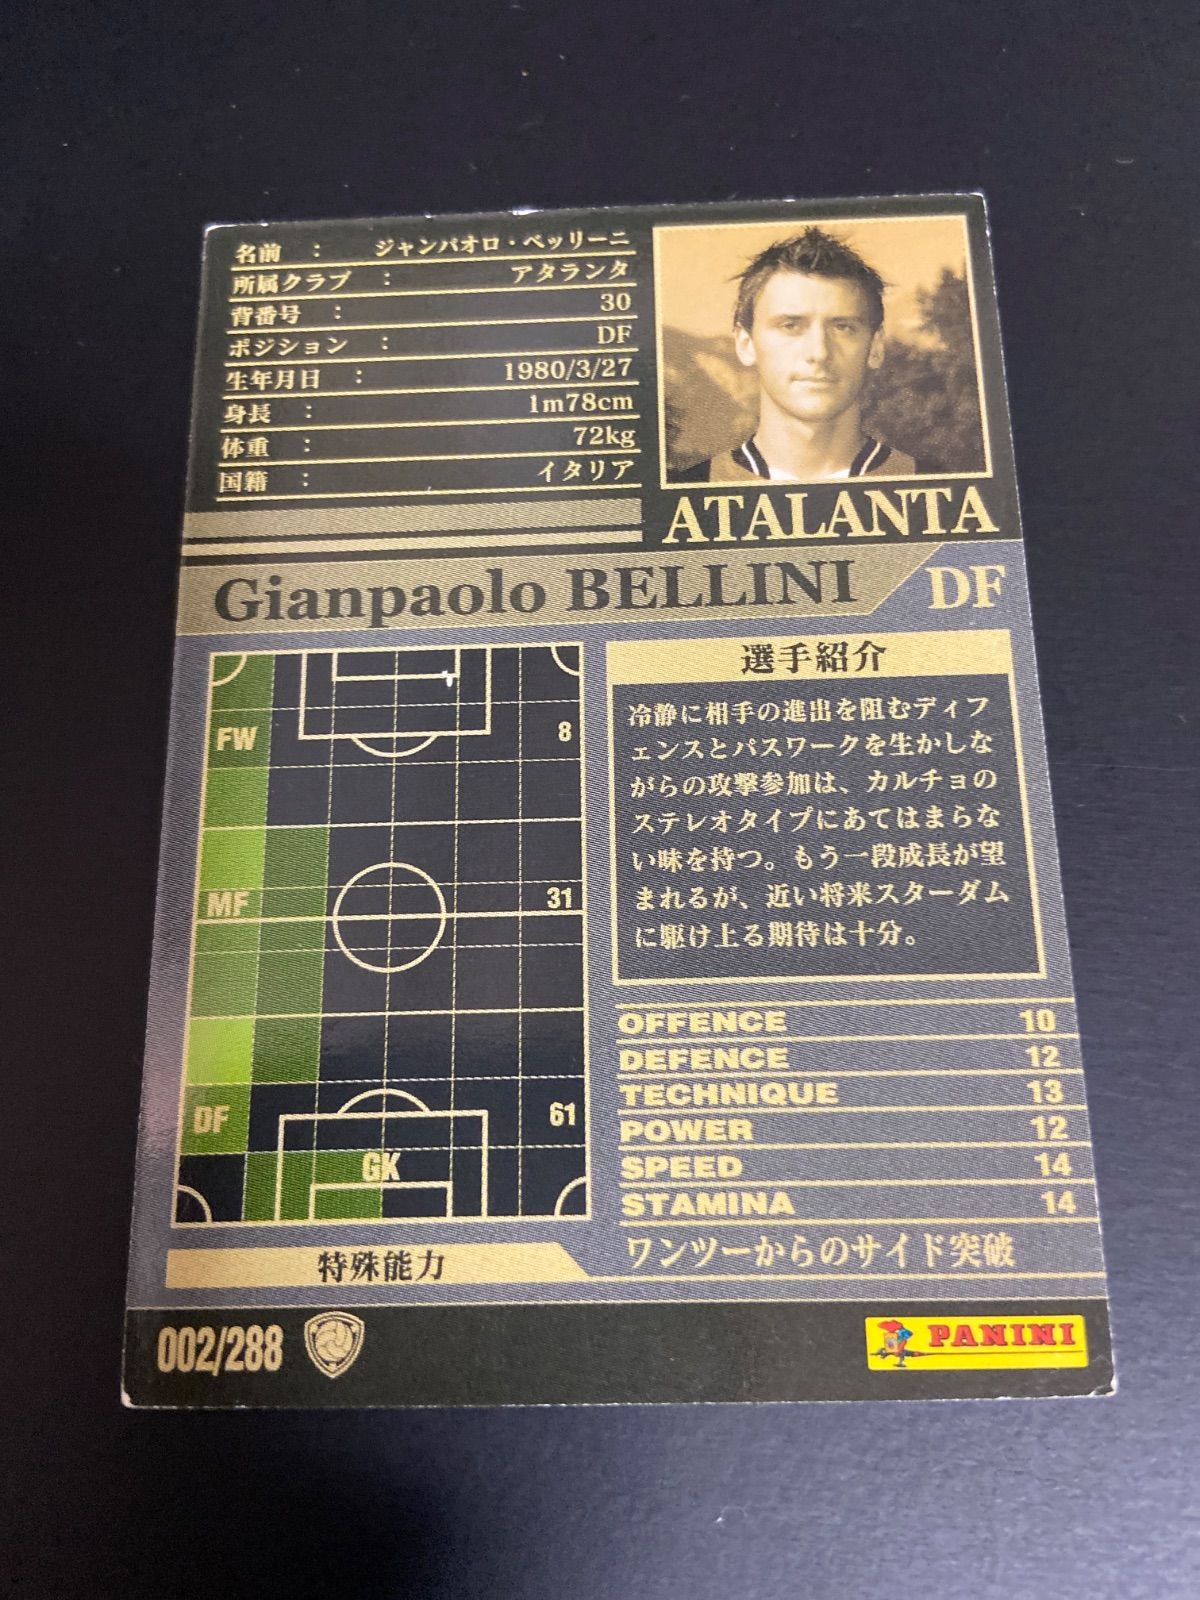 名前 : ジャンパオロ・ベッリーニ
所属クラブ : アタランタ
背番号 : 30
ポジション : DF
生年月日 : 1980/3/27
身長 : 1m78cm
体重 : 72kg
国籍 : イタリア
ATALANTA
Gianpaolo BELLINI DF
FW 8
MF 31
DF 61
GK
選手紹介
冷静に相手の進出を阻むディフ
ェンスとパスワークを生かしな
がらの攻撃参加は、カルチョの
ステレオタイプにあてはまらな
い味を持つ。もう一段成長が望
まれるが、近い将来スターダム
に駆け上る期待は十分。
OFFENCE 10
DEFENCE 12
TECHNIQUE 13
POWER 12
SPEED 14
STAMINA 14
特殊能力 ワンツーからのサイド突破
002/288
PANINI